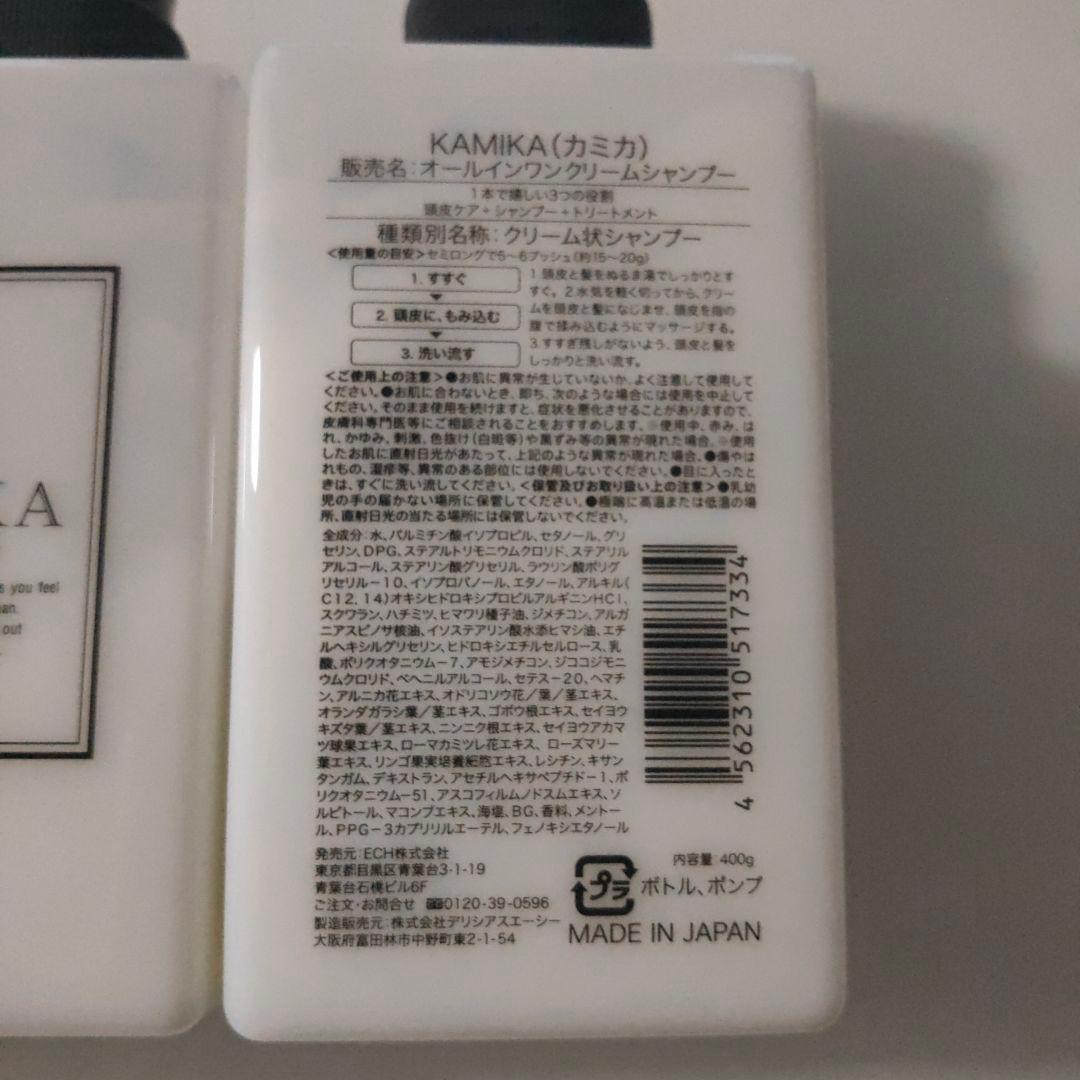 KAMIKA(カミカ)
販売名:オールインワンクリームシャンプー
1本で嬉しい3つの役割
頭皮ケア+シャンプー+トリートメント
種類別名称:クリーム状シャンプー
<使用量の目安>セミロングで5〜6プッシュ(約15〜20g)
1. すすぐ
2. 頭皮に、もみ込む
3. 洗い流す
1.頭皮と髪をぬるま湯でしっかりとす
すぐ。2.水気を軽く切ってから、クリー
ムを頭皮と髪になじませ、頭皮を指の
腹で揉み込むようにマッサージする。
3.すすぎ残しがないよう、頭皮と髪を
しっかりと洗い流す。
<ご使用上の注意>●お肌に異常が生じていないか、よく注意して使用して
ください。●お肌に合わないとき、即ち、次のような場合には使用を中止して
ください。そのまま使用を続けますと、症状を悪化させることがありますので、
皮膚科専門医等にご相談されることをおすすめします。※使用中、赤み、は
れ、かゆみ、刺激、色抜け(白斑等)や黒ずみ等の異常が現れた場合。※使用
したお肌に直射日光があたって、上記のような異常が現れた場合。●傷やは
れもの、湿疹等、異常のある部位には使用しないでください。●目に入ったと
きは、すぐに洗い流してください。<保管及びお取り扱い上の注意>●乳幼
児の手の届かない場所に保管してください。●極端に高温または低温の場
所、直射日光の当たる場所には保管しないでください。
全成分:水、パルミチン酸イソプロピル、セタノール、グリ
セリン、DPG、ステアルトリモニウムクロリド、ステアリル
アルコール、ステアリン酸グリセリル、ラウリン酸ポリグ
リセリル-10、イソプロパノール、エタノール、アルキル(
C12,14)オキシヒドロキシプロピルアルギニンHCl、
スクワラン、ハチミツ、ヒマワリ種子油、ジメチコン、アルガ
ニアスピノサ核油、イソステアリン酸水添ヒマシ油、エチ
ルヘキシルグリセリン、ヒドロキシエチルセルロース、乳
酸、ポリクオタニウム-7、アモジメチコン、ジココジモニ
ウムクロリド、ベヘニルアルコール、セテス-20、ヘマチ
ン、アルニカ花エキス、オドリコソウ花/葉/茎エキス、
オランダガラシ葉/茎エキス、ゴボウ根エキス、セイヨウ
キズタ葉/茎エキス、ニンニク根エキス、セイヨウアカマ
ツ球果エキス、ローマカミツレ花エキス、ローズマリー
葉エキス、リンゴ果実培養細胞エキス、レシチン、キサン
タンガム、デキストラン、アセチルヘキサペプチド-1、ポ
リクオタニウム-51、アスコフィルムノドスムエキス、ソ
ルビトール、マコンブエキス、海塩、BG、香料、メントー
ル、PPG-3カプリリルエーテル、フェノキシエタノール
4 562310 517334
発売元:ECH株式会社
東京都目黒区青葉台3-1-19
青葉台石橋ビル6F
ご注文・お問合せ 0120-39-0596
製造販売元:株式会社デリシアスエーシー
大阪府富田林市中野町東2-1-54
内容量:400g
プラ ボトル、ポンプ
MADE IN JAPAN
KA
s you feel
an.
out